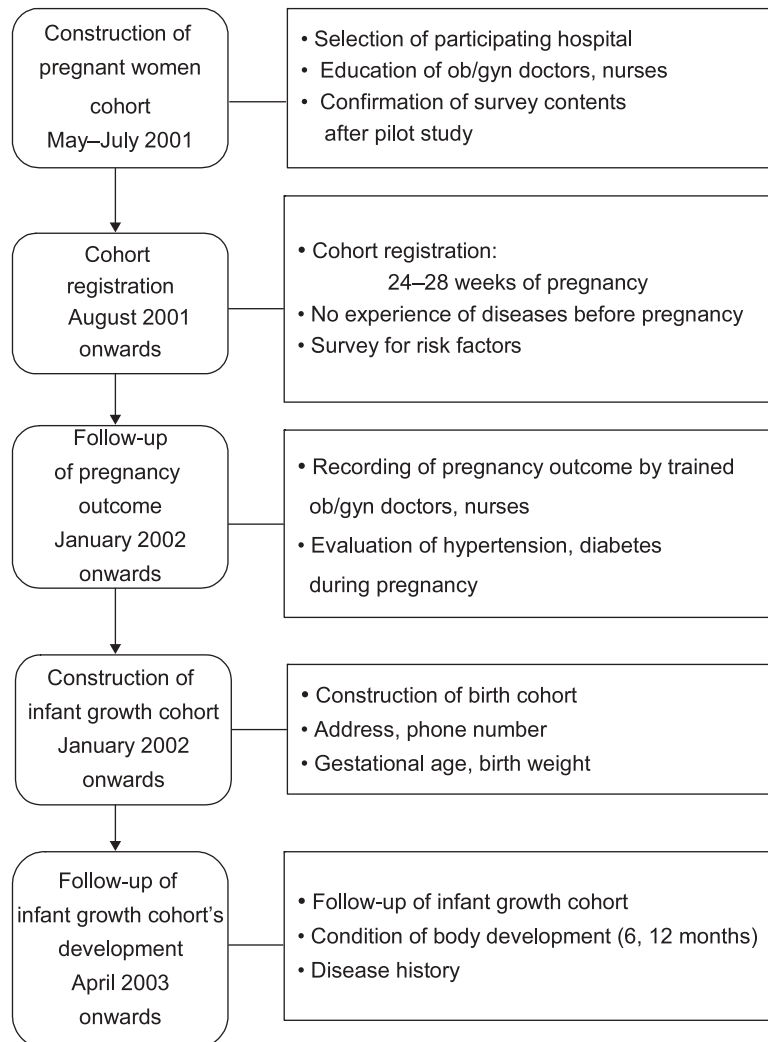 Construction of
pregnant women
cohort
May–July 2001
• Selection of participating hospital
• Education of ob/gyn doctors, nurses
• Confirmation of survey contents
after pilot study
Cohort
registration
August 2001
onwards
• Cohort registration:
24–28 weeks of pregnancy
• No experience of diseases before pregnancy
• Survey for risk factors
Follow-up
of pregnancy
outcome
January 2002
onwards
• Recording of pregnancy outcome by trained
ob/gyn doctors, nurses
• Evaluation of hypertension, diabetes
during pregnancy
Construction of
infant growth cohort
January 2002
onwards
• Construction of birth cohort
• Address, phone number
• Gestational age, birth weight
Follow-up of
infant growth cohort's
development
April 2003
onwards
• Follow-up of infant growth cohort
• Condition of body development (6, 12 months)
• Disease history